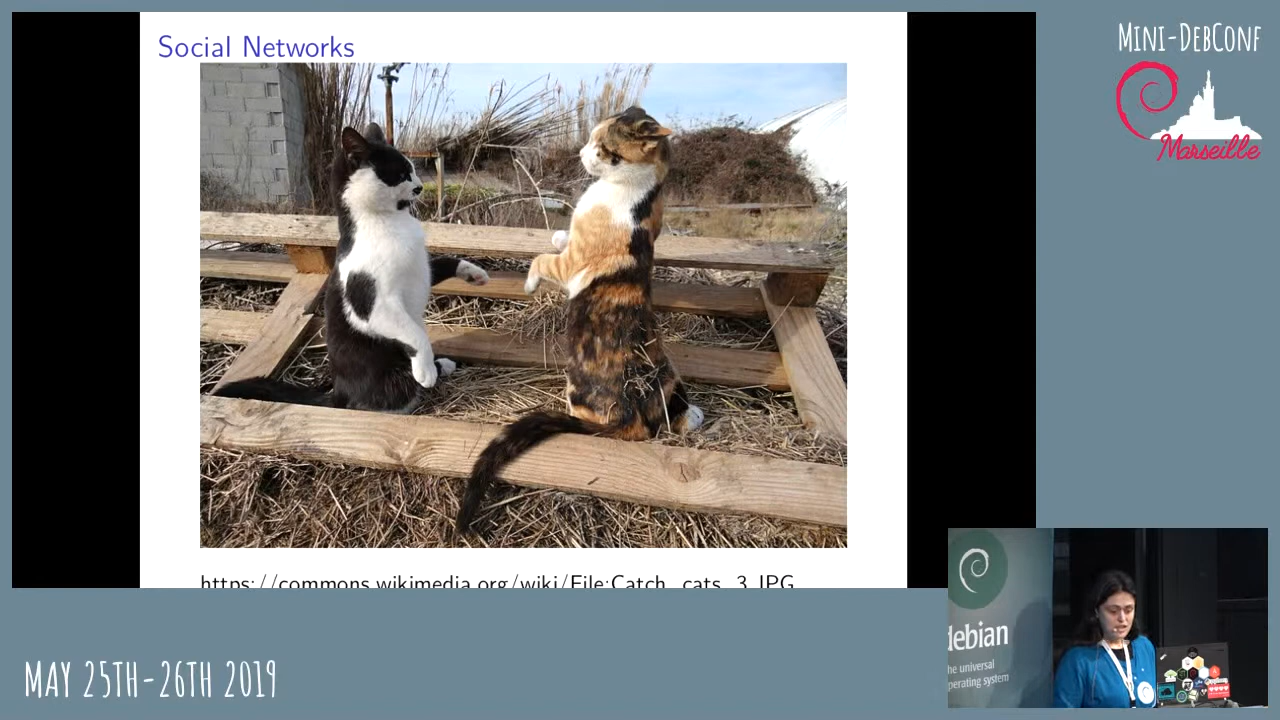 Social Networks
https://commons.wikimedia.org/wiki/File:Catch_cats_3.JPG
MINI-DEBCONF
Marseille
debian
the universal
operating system
MAY 25TH-26TH 2019